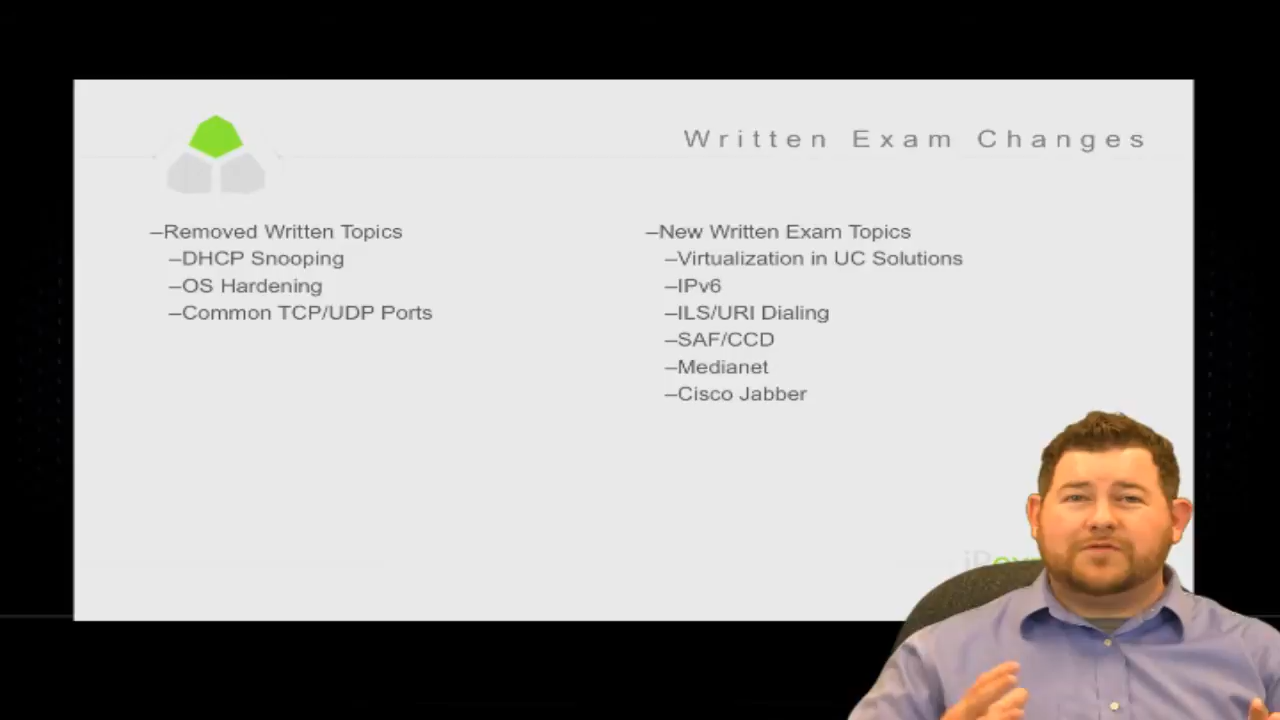 Written Exam Changes
–Removed Written Topics
–DHCP Snooping
–OS Hardening
–Common TCP/UDP Ports
–New Written Exam Topics
–Virtualization in UC Solutions
–IPv6
–ILS/URI Dialing
–SAF/CCD
–Medianet
–Cisco Jabber